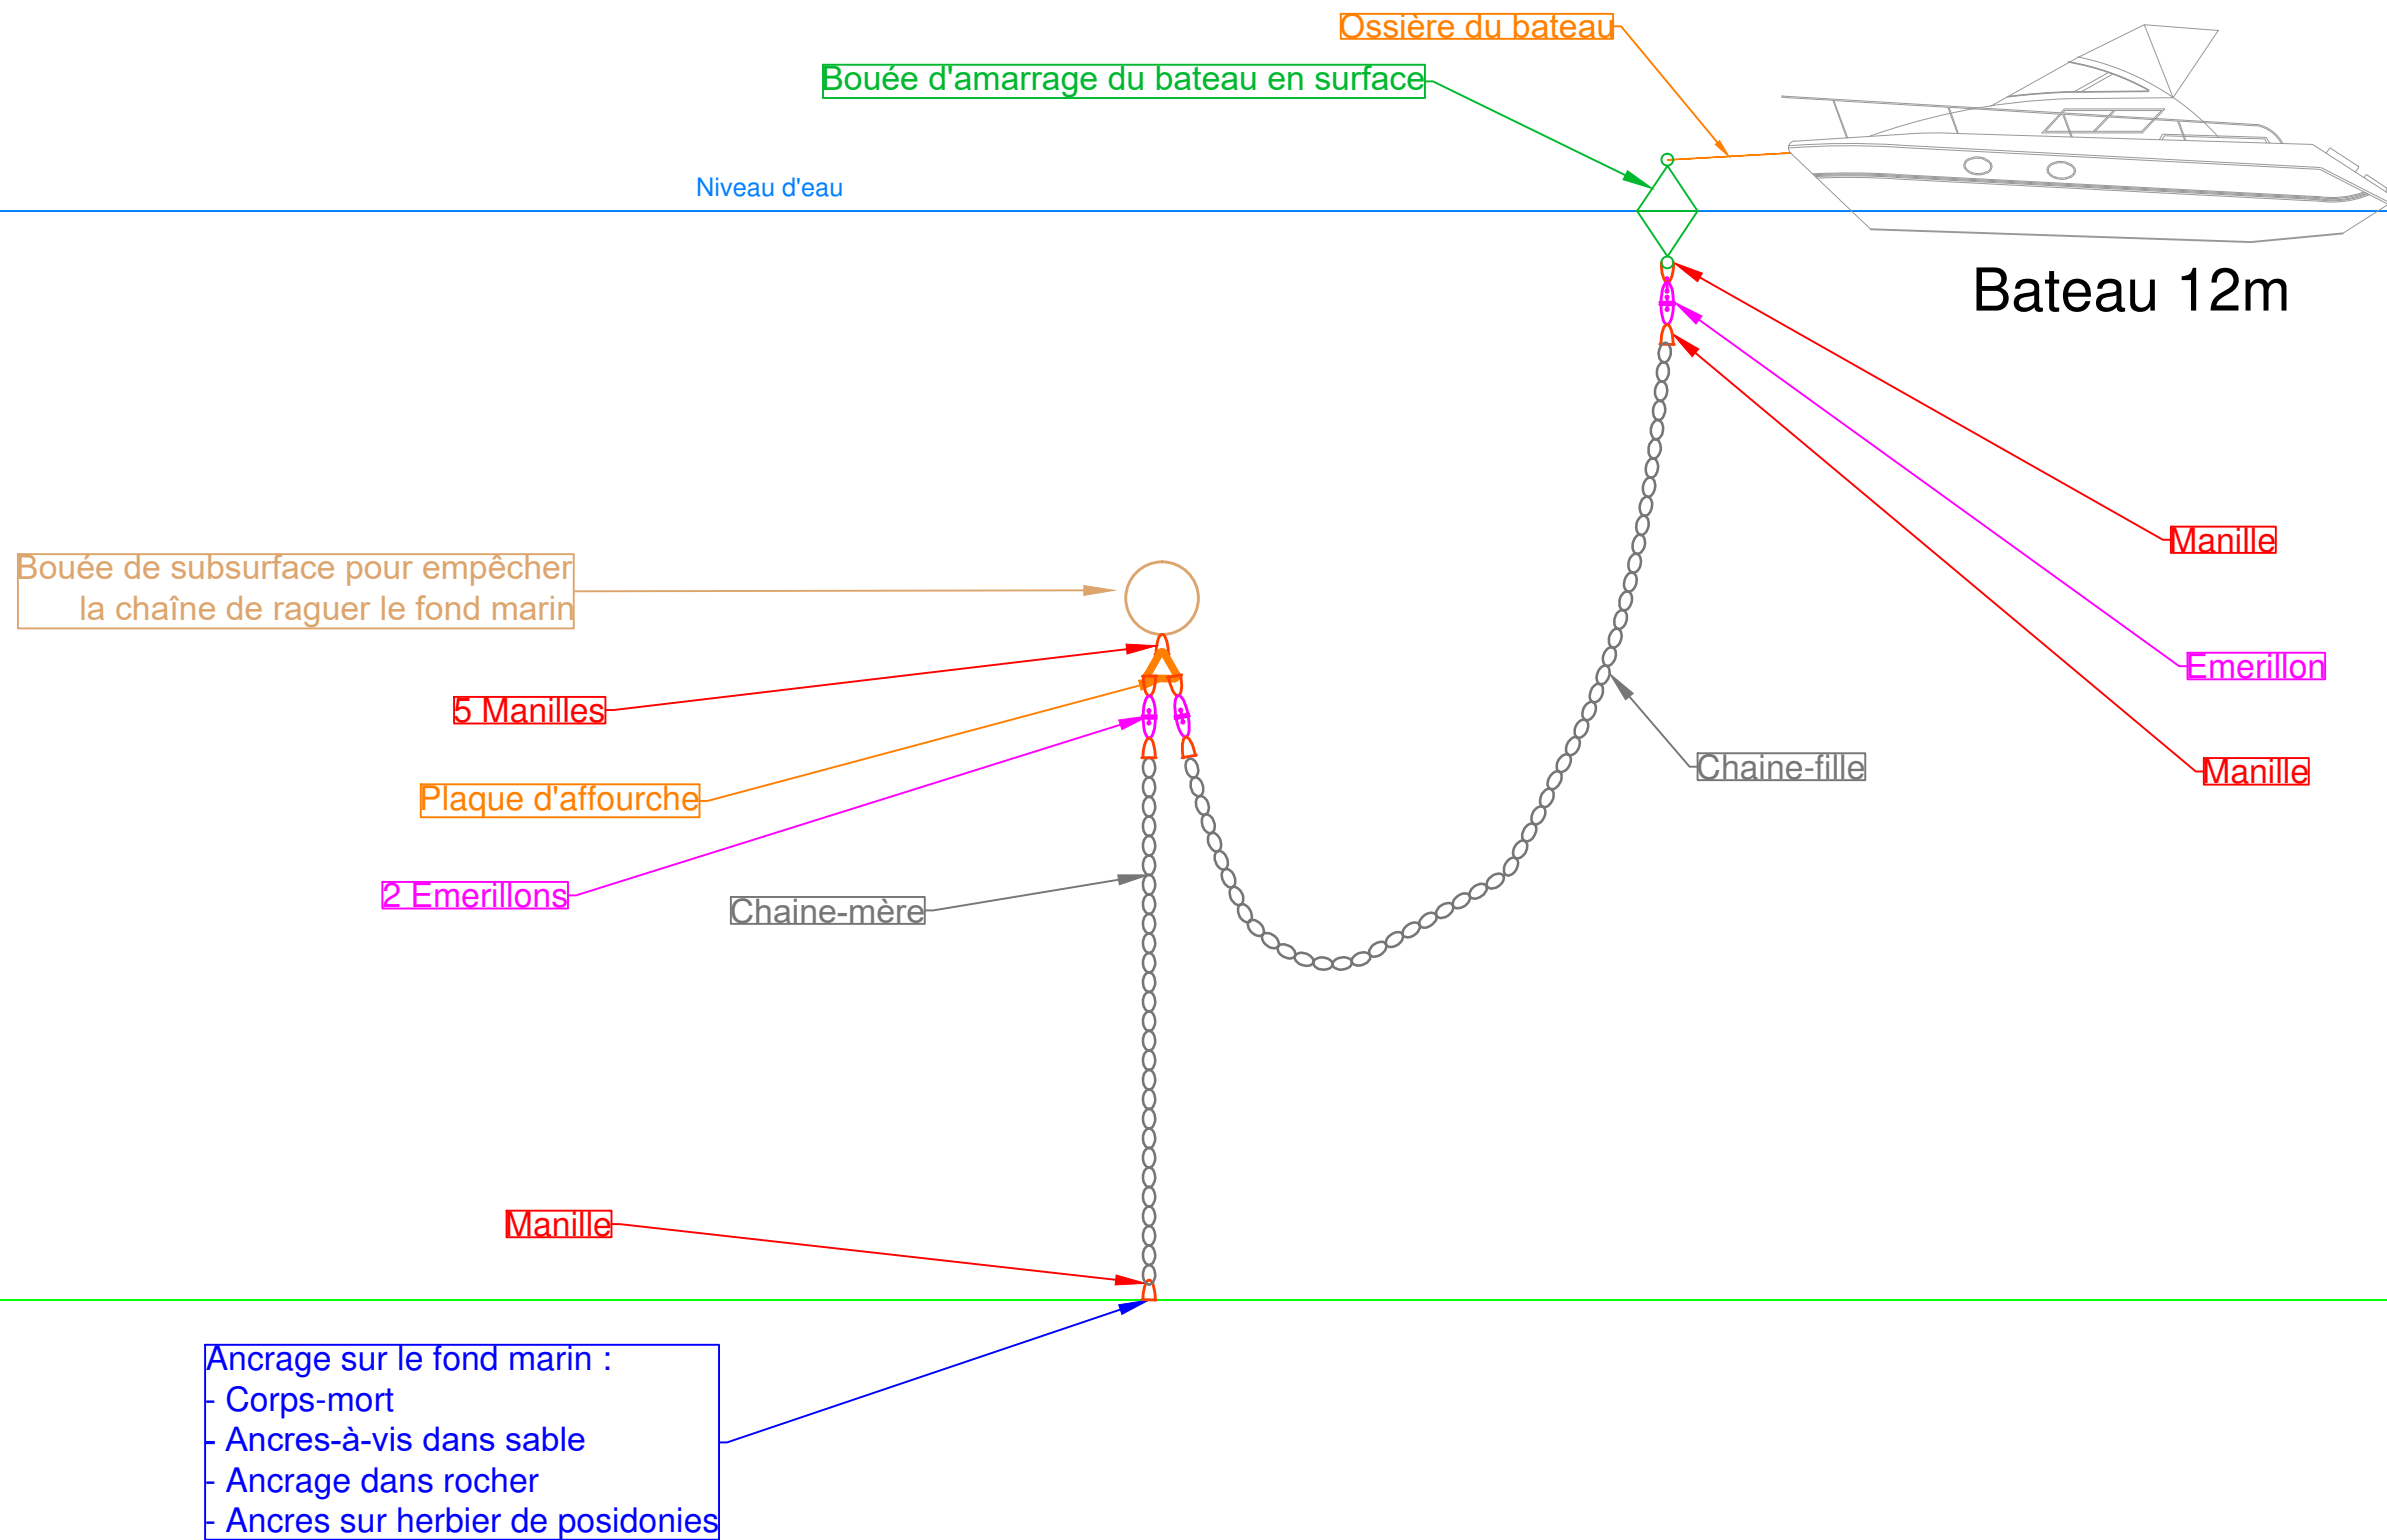 Ossière du bateau
Bouée d'amarrage du bateau en surface
Niveau d'eau
Bateau 12m
Manille
Bouée de subsurface pour empêcher
la chaîne de raguer le fond marin
Emerillon
5 Manilles
Chaine-fille
Manille
Plaque d'affourche
2 Emerillons
Chaine-mère
Manille
Ancrage sur le fond marin :
- Corps-mort
- Ancres-à-vis dans sable
- Ancrage dans rocher
- Ancres sur herbier de posidonies